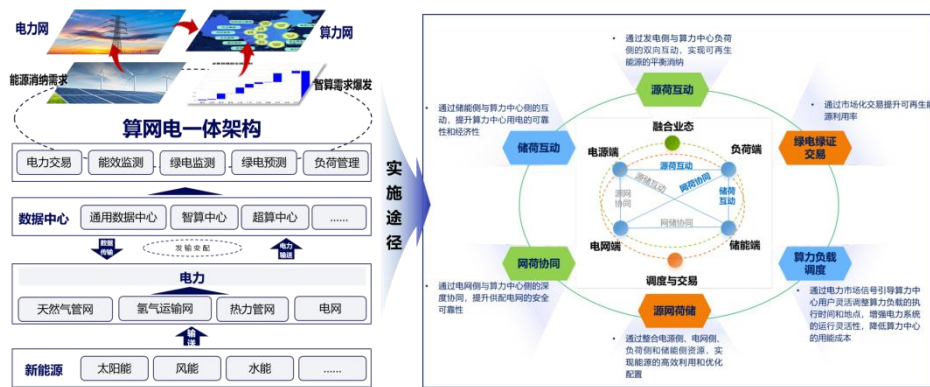 电力网
算力网
能源消纳需求
智算需求爆发
算网电一体架构
电力交易
能效监测
绿电监测
绿电预测
负荷管理
数据中心
通用数据中心
智算中心
超算中心
......
数据传输
发输变配
电力输送
电力
天然气管网
氢气运输网
热力管网
电网
输送
新能源
太阳能
风能
水能
......
实施途径
• 通过发电侧与算力中心负荷
侧的双向互动，实现可再生
能源的平衡消纳
源荷互动
• 通过储能侧与算力中心侧的互
动，提升算力中心用电的可靠
性和经济性
储荷互动
• 通过市场化交易提升可再生能
源利用率
绿电绿证
交易
融合业态
电源端
负荷端
源荷互动
源储互动
网荷协同
源网
协同
储荷
互动
网储协同
电网端
储能端
调度与交易
网荷协同
• 通过电网侧与算力中心侧的深
度协同，提升供配电网的安全
可靠性
源网荷储
• 通过整合电源侧、电网侧、
负荷侧和储能侧资源，实
现能源的高效利用和优化
配置
算力负载
调度
• 通过电力市场信号引导算力中
心用户灵活调整算力负载的执
行时间和地点，增强电力系统
的运行灵活性，降低算力中心
的用能成本